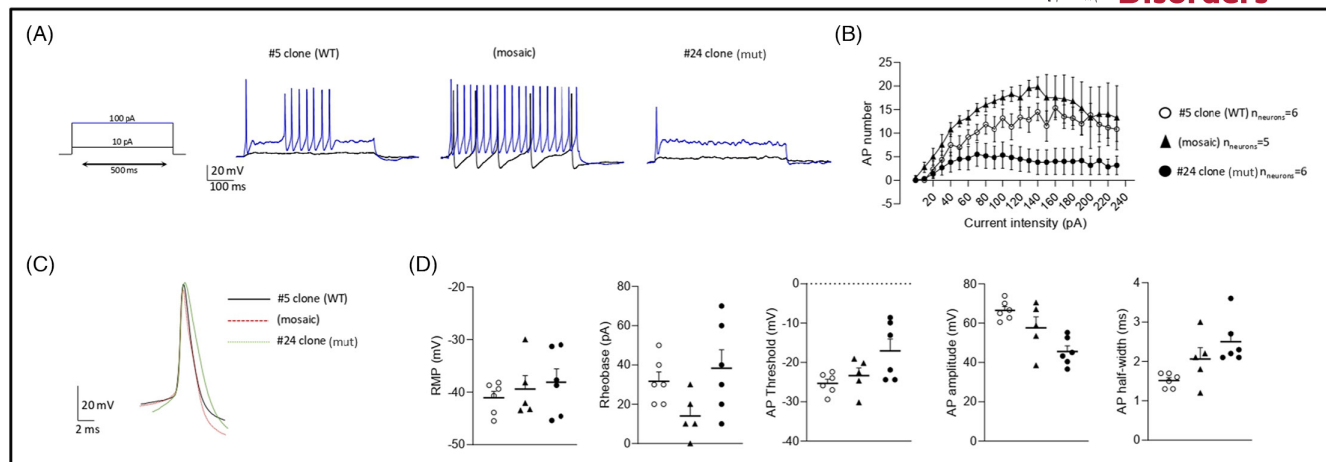 Disorders
(A)
#5 clone (WT)
(mosaic)
#24 clone (mut)
100 pA
10 pA
500 ms
20 mV
100 ms
(B)
AP number
25
20
15
10
5
0
-5
20 40 60 80 100 120 140 160 180 200 220 240
Current intensity (pA)
#5 clone (WT) nneurons=6
(mosaic) nneurons=5
#24 clone (mut) nneurons=6
(C)
#5 clone (WT)
(mosaic)
#24 clone (mut)
20 mV
2 ms
(D)
RMP (mV)
-20
-30
-40
-50
Rheobase (pA)
80
60
40
20
0
AP Threshold (mV)
0
-10
-20
-30
-40
AP amplitude (mV)
80
60
40
20
0
AP half-width (ms)
4
3
2
1
0